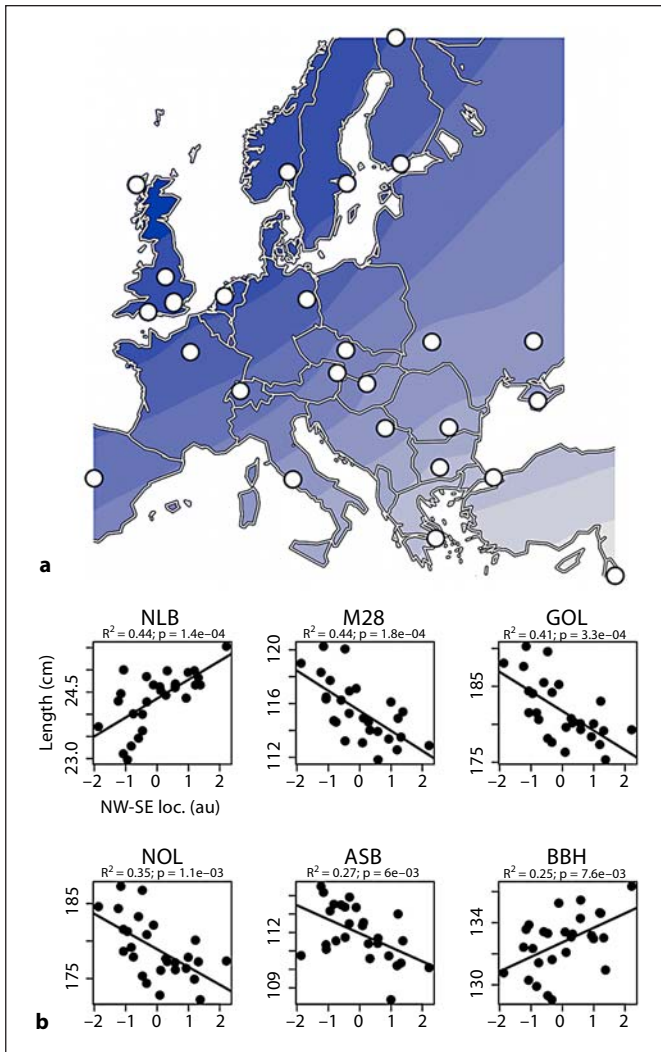 a
NLB M28 GOL
R² = 0.44; p = 1.4e–04 R² = 0.44; p = 1.8e–04 R² = 0.41; p = 3.3e–04
Length (cm)
24.5
23.0
–2 –1 0 1 2
NW-SE loc. (au)
120
116
112
–2 –1 0 1 2
185
175
–2 –1 0 1 2
NOL ASB BBH
R² = 0.35; p = 1.1e–03 R² = 0.27; p = 6e–03 R² = 0.25; p = 7.6e–03
185
175
–2 –1 0 1 2
112
109
–2 –1 0 1 2
134
130
–2 –1 0 1 2
b